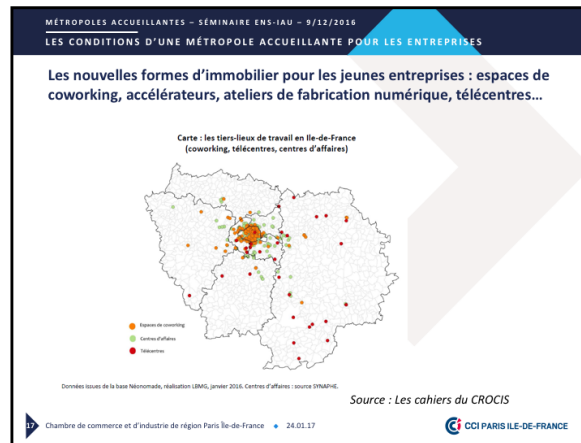 MÉTROPOLES ACCUEILLANTES – SÉMINAIRE ENS-IAU – 9/12/2016
LES CONDITIONS D'UNE MÉTROPOLE ACCUEILLANTE POUR LES ENTREPRISES
Les nouvelles formes d'immobilier pour les jeunes entreprises : espaces de
coworking, accélérateurs, ateliers de fabrication numérique, télécentres…
Carte : les tiers-lieux de travail en Ile-de-France
(coworking, télécentres, centres d'affaires)
Espaces de coworking
Centres d'affaires
Télécentres
Données issues de la base Néonomade, réalisation LBMG, janvier 2016. Centres d'affaires : source SYNAPHE.
Source : Les cahiers du CROCIS
17 Chambre de commerce et d'industrie de région Paris Île-de-France ♦ 24.01.17
CCI PARIS ILE-DE-FRANCE